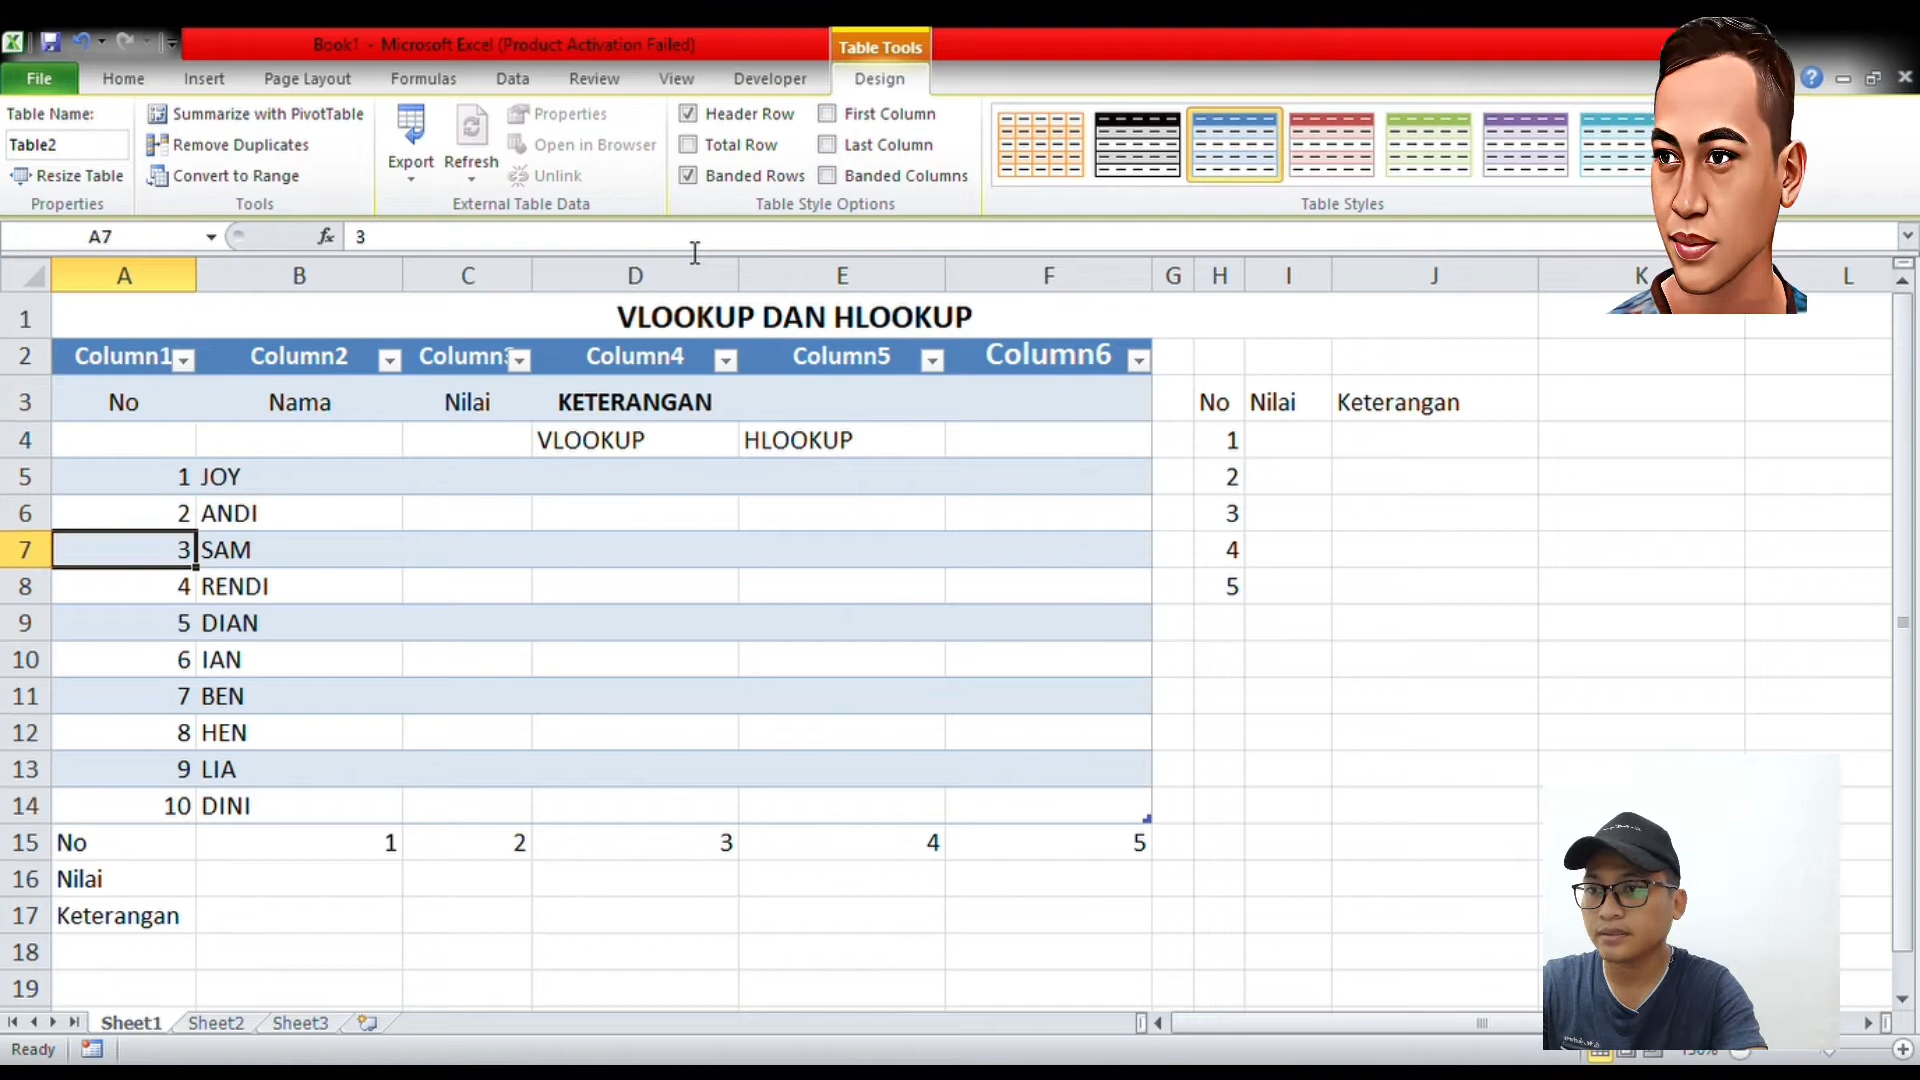 Book1 - Microsoft Excel (Product Activation Failed)
Table Tools
File Home Insert Page Layout Formulas Data Review View Developer Design
Table Name:
Table2
Resize Table
Properties
Summarize with PivotTable
Remove Duplicates
Convert to Range
Tools
Export
Refresh
Properties
Open in Browser
Unlink
External Table Data
Header Row
Total Row
Banded Rows
First Column
Last Column
Banded Columns
Table Style Options
Table Styles
A7 fx 3
A B C D E F G H I J K L
1 VLOOKUP DAN HLOOKUP
2 Column1 Column2 Column3 Column4 Column5 Column6
3 No Nama Nilai KETERANGAN No Nilai Keterangan
4 VLOOKUP HLOOKUP 1
5 1 JOY 2
6 2 ANDI 3
7 3 SAM 4
8 4 RENDI 5
9 5 DIAN
10 6 IAN
11 7 BEN
12 8 HEN
13 9 LIA
14 10 DINI
15 No 1 2 3 4 5
16 Nilai
17 Keterangan
18
19
Sheet1 Sheet2 Sheet3
Ready